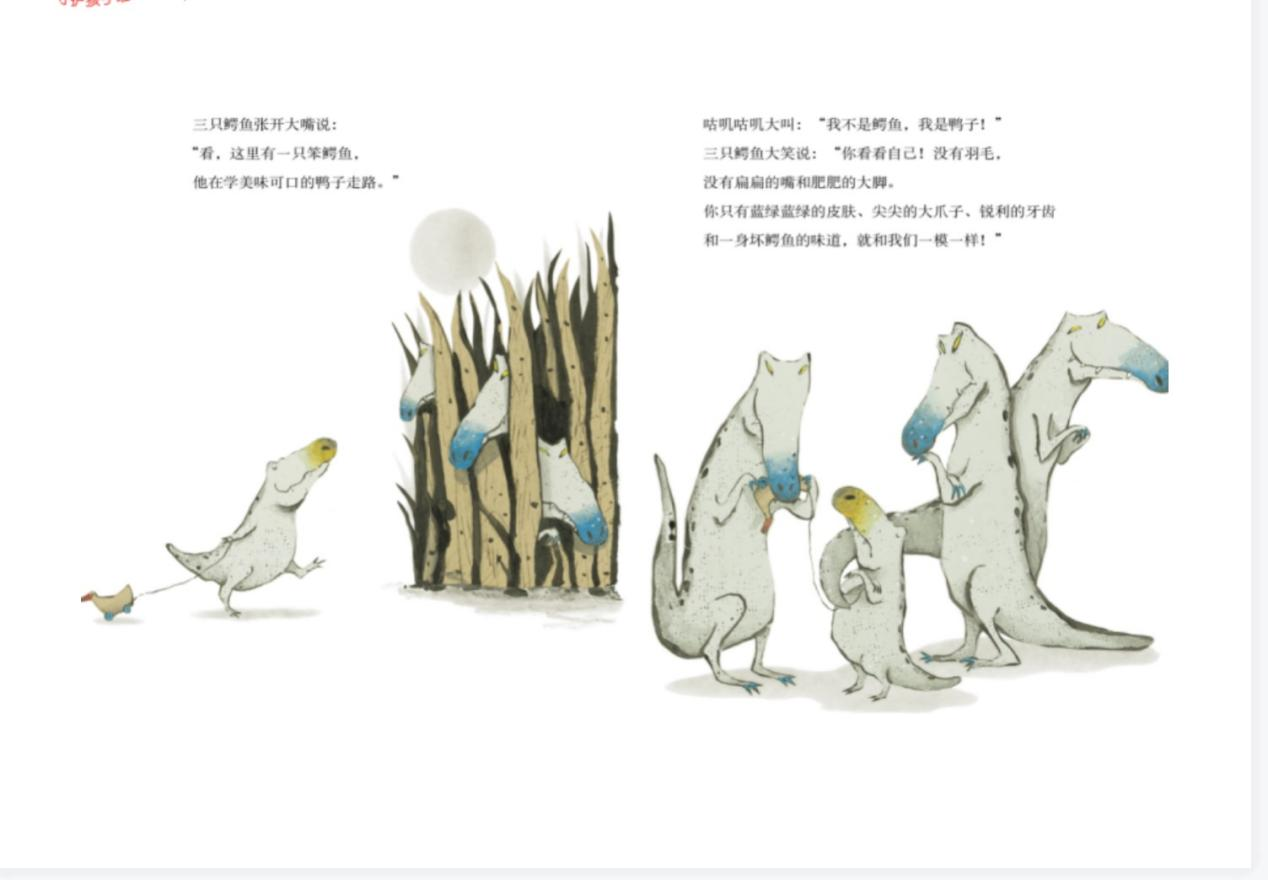 三只鳄鱼张开大嘴说：
“看，这里有一只笨鳄鱼，
他在学美味可口的鸭子走路。”
咕叽咕叽大叫：“我不是鳄鱼，我是鸭子！”
三只鳄鱼大笑说：“你看看自己！没有羽毛，
没有扁扁的嘴和肥肥的大脚。
你只有蓝绿蓝绿的皮肤、尖尖的大爪子、锐利的牙齿
和一身坏鳄鱼的味道，就和我们一模一样！”